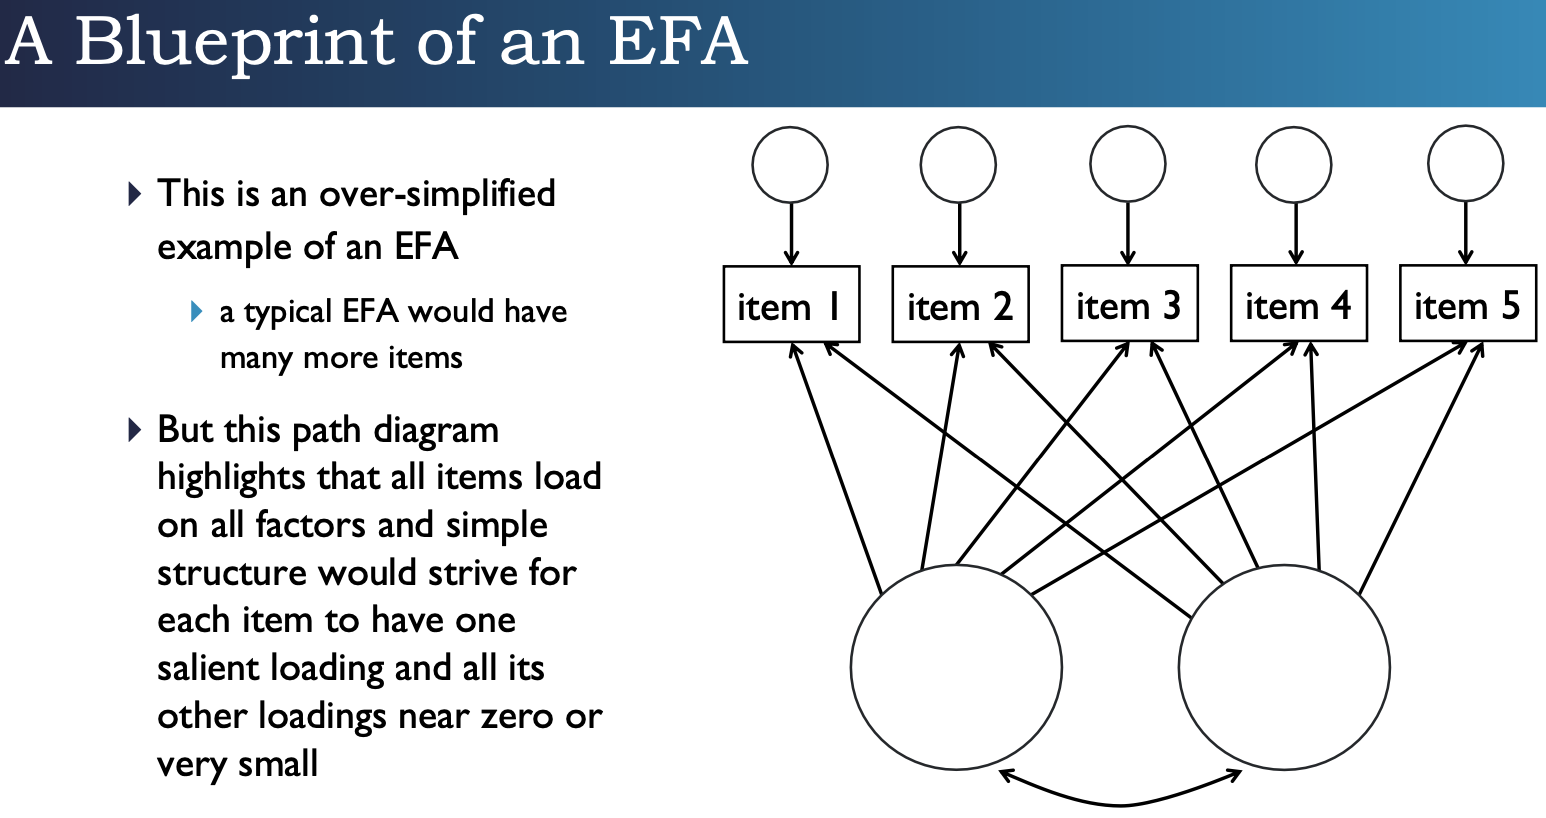 A Blueprint of an EFA
This is an over-simplified
example of an EFA
a typical EFA would have
many more items
But this path diagram
highlights that all items load
on all factors and simple
structure would strive for
each item to have one
salient loading and all its
other loadings near zero or
very small
item 1
item 2
item 3
item 4
item 5